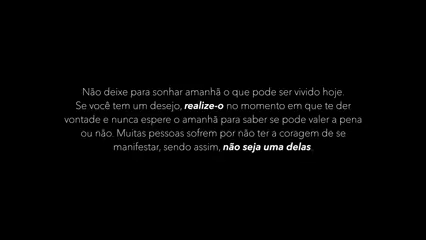 Não deixe para sonhar amanhã o que pode ser vivido hoje.
Se você tem um desejo, realize-o no momento em que te der
vontade e nunca espere o amanhã para saber se pode valer a pena
ou não. Muitas pessoas sofrem por não ter a coragem de se
manifestar, sendo assim, não seja uma delas.